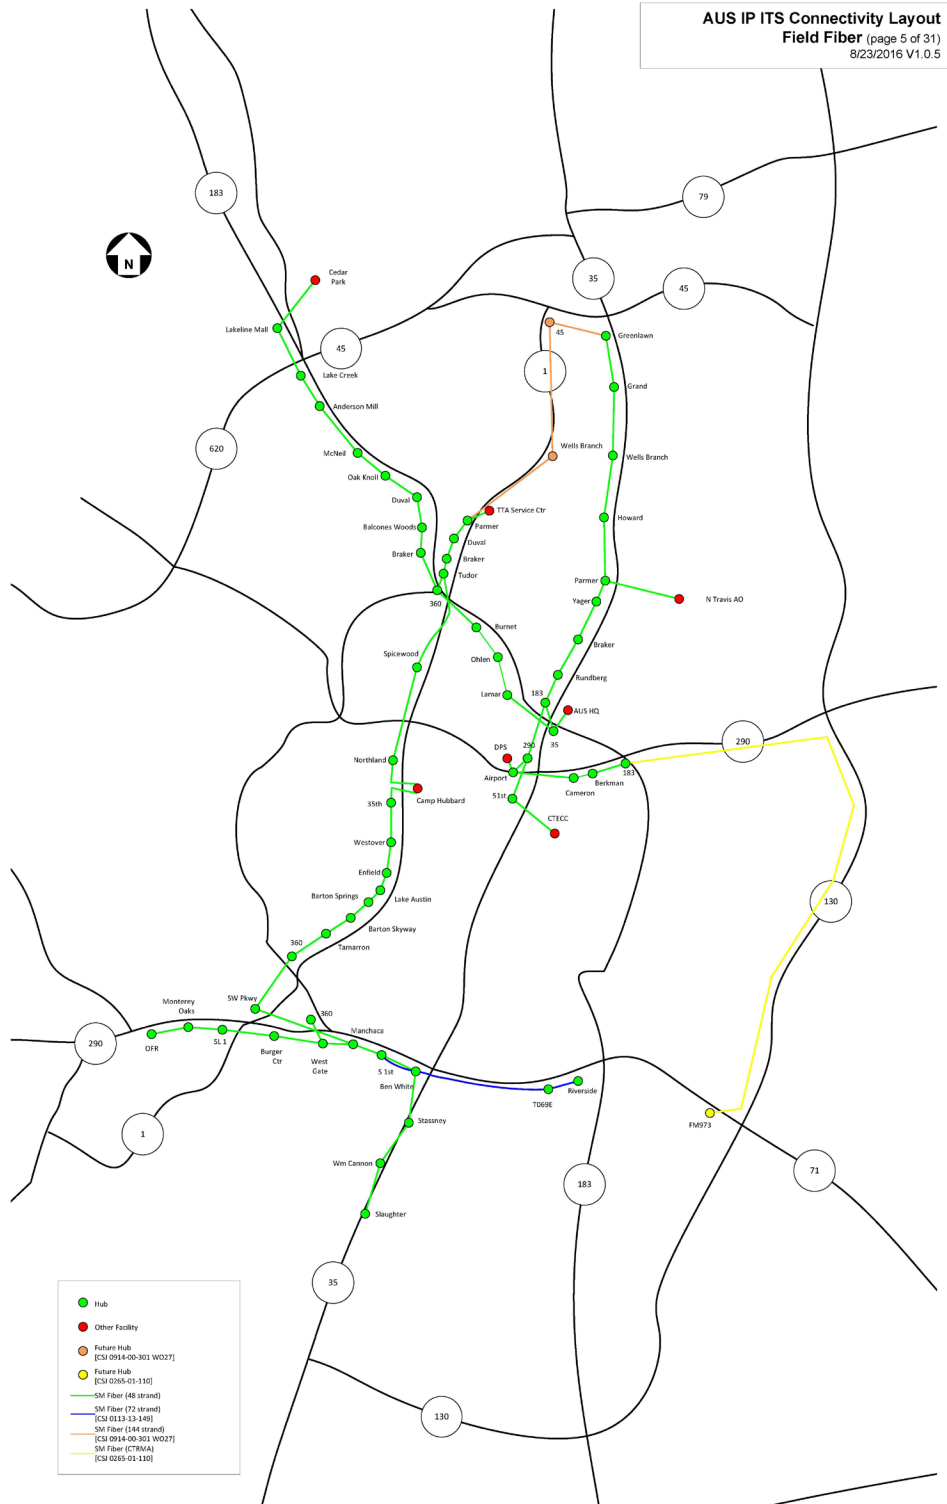 AUS IP ITS Connectivity Layout
Field Fiber (page 5 of 31)
8/23/2016 V1.0.5
183
79
N
Cedar
Park
35
45
Lakeline Mall
45
Greenlawn
45
Lake Creek
1
Grand
Anderson Mill
620
McNeil
Wells Branch
Wells Branch
Oak Knoll
Duval
TTA Service Ctr
Howard
Balcones Woods
Parmer
Duval
Braker
Braker
Tudor
Parmer
N Travis AO
360
Yager
Burnet
Braker
Spicewood
Ohlen
Rundberg
Lamar
183
AUS HQ
290
35
DPS
290
Northland
Airport
183
Berkman
Cameron
35th
Camp Hubbard
51st
CTECC
Westover
Enfield
Barton Springs
Lake Austin
130
Barton Skyway
360
Tamarron
SW Pkwy
Monterey
Oaks
360
290
OFR
SL 1
Burger
Ctr
West
Gate
Manchaca
S 1st
Ben White
T069E
Riverside
FM973
Stassney
1
Wm Cannon
71
183
Slaughter
35
Hub
Other Facility
Future Hub
[CSJ 0914-00-301 WO27]
Future Hub
[CSJ 0265-01-110]
SM Fiber (48 strand)
SM Fiber (72 strand)
[CSJ 0113-13-149]
SM Fiber (144 strand)
[CSJ 0914-00-301 WO27]
SM Fiber (CTRMA)
[CSJ 0265-01-110]
130